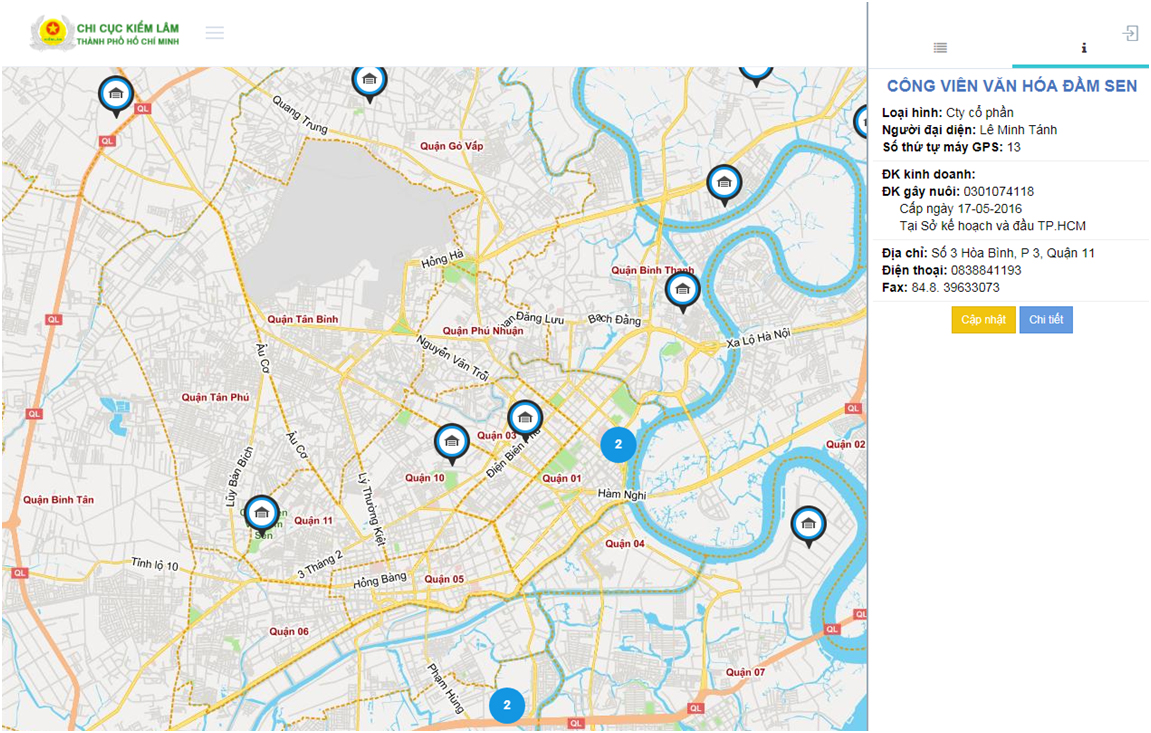 CHI CỤC KIỂM LÂM
THÀNH PHỐ HỒ CHÍ MINH
QL
QL
Quang Trung
Quận Gò Vấp
Hồng Hà
Quận Bình Thạnh
QL
Quận Tân Bình
Quận Phú Nhuận
an Đăng Lưu
Bạch Đằng
Xa Lộ Hà Nội
Nguyễn Văn Trỗi
Âu Cơ
Quận Tân Phú
QL
QL
Quận 03
2
Quận 02
Âu Cơ
Điện Biên Phủ
Lũy Bán Bích
Quận 10
Quận 01
Lý Thường Kiệt
Hàm Nghi
Quận Bình Tân
Quận 11
Sen
Quận 04
Tỉnh lộ 10
3 Tháng 2
QL
Hồng Bàng
Quận 05
QL
QL
Quận 06
Quận 07
Phạm Hùng
2
QL
QL
i
CÔNG VIÊN VĂN HÓA ĐẦM SEN
Loại hình: Cty cổ phần
Người đại diện: Lê Minh Tánh
Số thứ tự máy GPS: 13
ĐK kinh doanh:
ĐK gây nuôi: 0301074118
Cấp ngày 17-05-2016
Tại Sở kế hoạch và đầu TP.HCM
Địa chỉ: Số 3 Hòa Bình, P 3, Quận 11
Điện thoại: 0838841193
Fax: 84.8. 39633073
Cập nhật
Chi tiết